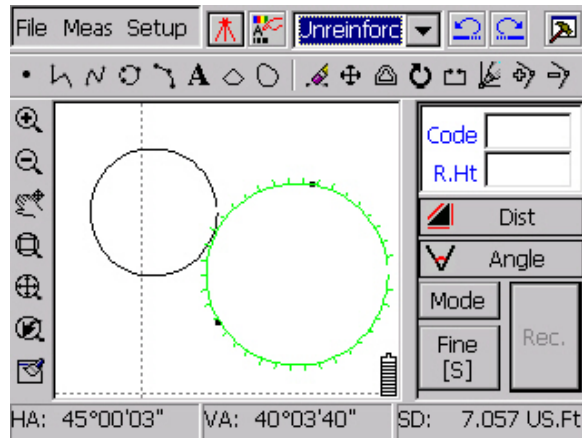 File Meas Setup Unreinforc
A
Code
R.Ht
Dist
Angle
Mode
Fine
[S]
Rec.
HA: 45°00'03" VA: 40°03'40" SD: 7.057 US.Ft